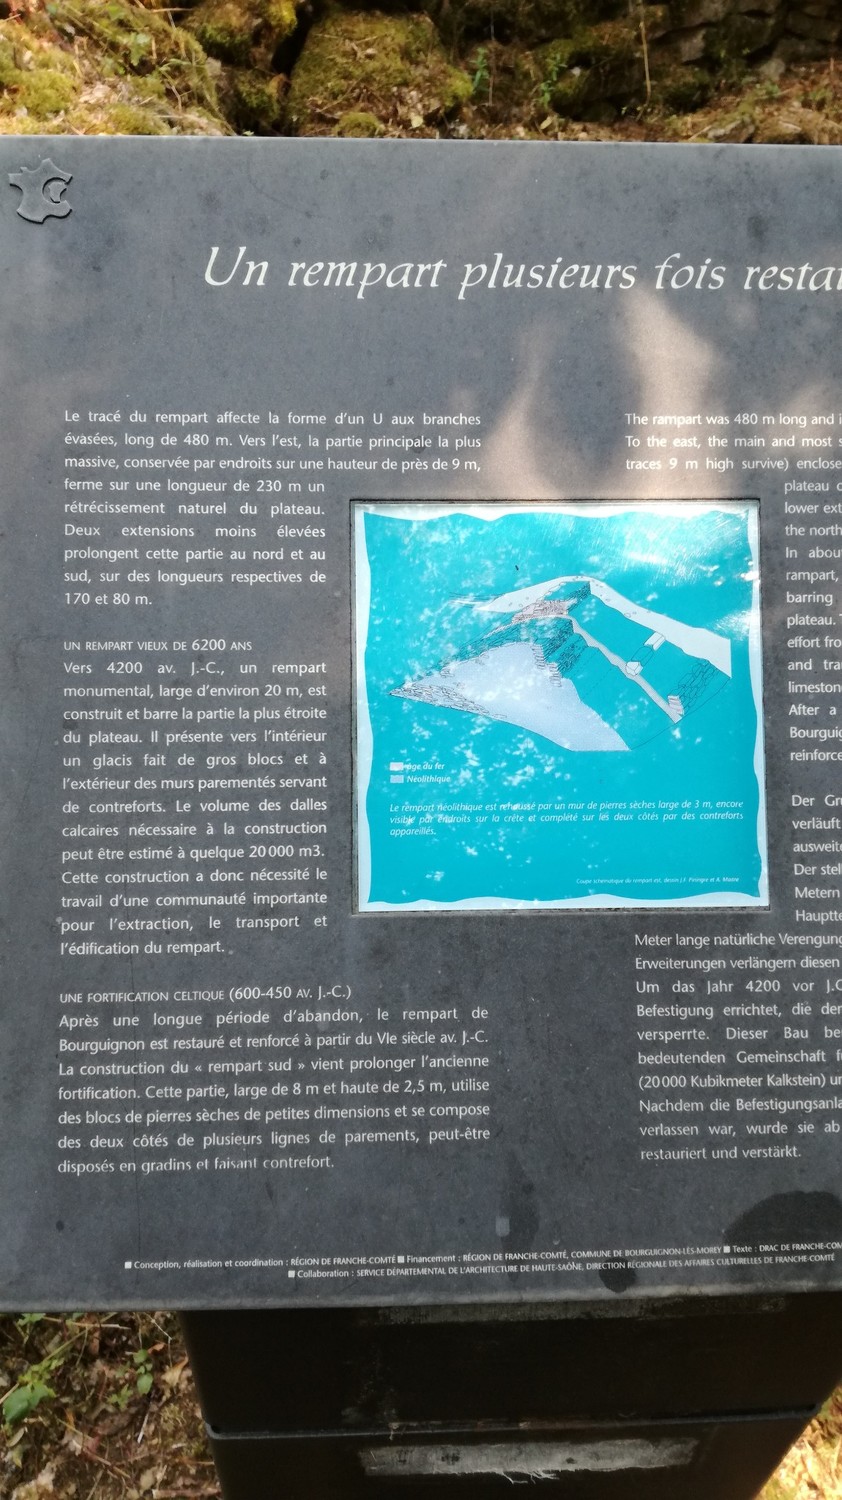 Un rempart plusieurs fois resta
Le tracé du rempart affecte la forme d'un U aux branches
évasées, long de 480 m. Vers l'est, la partie principale la plus
massive, conservée par endroits sur une hauteur de près de 9 m,
ferme sur une longueur de 230 m un
rétrécissement naturel du plateau.
Deux extensions moins élevées
prolongent cette partie au nord et au
sud, sur des longueurs respectives de
170 et 80 m.
UN REMPART VIEUX DE 6200 ANS
Vers 4200 av. J.-C., un rempart
monumental, large d'environ 20 m, est
construit et barre la partie la plus étroite
du plateau. Il présente vers l'intérieur
un glacis fait de gros blocs et à
l'extérieur des murs parementés servant
de contreforts. Le volume des dalles
calcaires nécessaire à la construction
peut être estimé à quelque 20 000 m3.
Cette construction a donc nécessité le
travail d'une communauté importante
pour l'extraction, le transport et
l'édification du rempart.
UNE FORTIFICATION CELTIQUE (600-450 AV. J.-C.)
Après une longue période d'abandon, le rempart de
Bourguignon est restauré et renforcé à partir du VIe siècle av. J.-C.
La construction du « rempart sud » vient prolonger l'ancienne
fortification. Cette partie, large de 8 m et haute de 2,5 m, utilise
des blocs de pierres sèches de petites dimensions et se compose
des deux côtés de plusieurs lignes de parements, peut-être
disposés en gradins et faisant contrefort.
age du fer
Néolithique
Le rempart néolithique est rehaussé par un mur de pierres sèches large de 3 m, encore
visible par endroits sur la crête et complété sur les deux côtés par des contreforts
appareillés.
Coupe schématique du rempart est, dessin J.F. Piningre et A.
The rampart was 480 m long and i
To the east, the main and most s
traces 9 m high survive) enclose
plateau
lower ext
the north
In about
rampart,
barring
plateau.
effort fro
and tra
limeston
After a
Bourguig
reinforce
Der Gr
verläuft
ausweite
Der stel
Metern
Hauptte
Meter lange natürliche Verengung
Erweiterungen verlängern diesen
Um das Jahr 4200 vor J.C
Befestigung errichtet, die der
versperrte. Dieser Bau be
bedeutenden Gemeinschaft f
(20 000 Kubikmeter Kalkstein) ur
Nachdem die Befestigungsanla
verlassen war, wurde sie ab
restauriert und verstärkt.
■ Conception, réalisation et coordination : RÉGION DE FRANCHE-COMTÉ ■ Financement : RÉGION DE FRANCHE-COMTÉ, COMMUNE DE BOURGUIGNON-LÈS-MOREY ■ Texte : DRAC DE FRANCHE-COM
■ Collaboration : SERVICE DÉPARTEMENTAL DE L'ARCHITECTURE DE HAUTE-SAÔNE, DIRECTION RÉGIONALE DES AFFAIRES CULTURELLES DE FRANCHE-COMTÉ